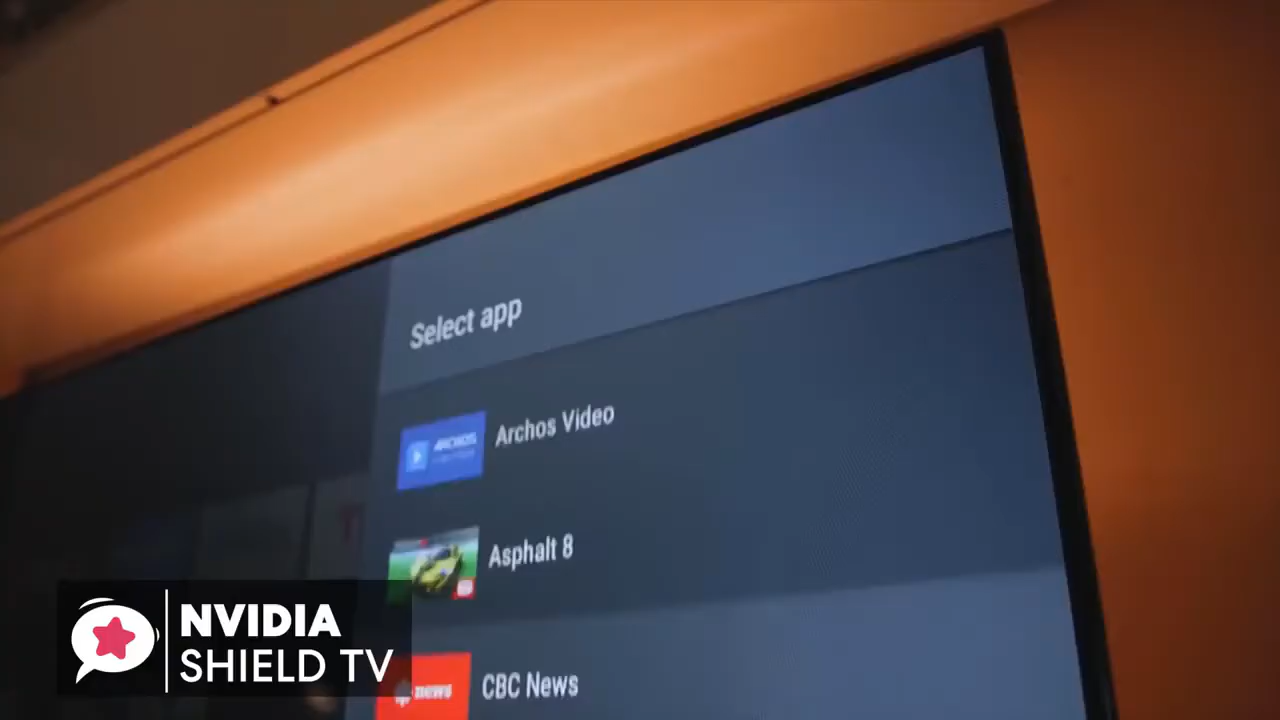 Select app
Archos Video
ARCHOS
Asphalt 8
CBC News
news
NVIDIA
SHIELD TV